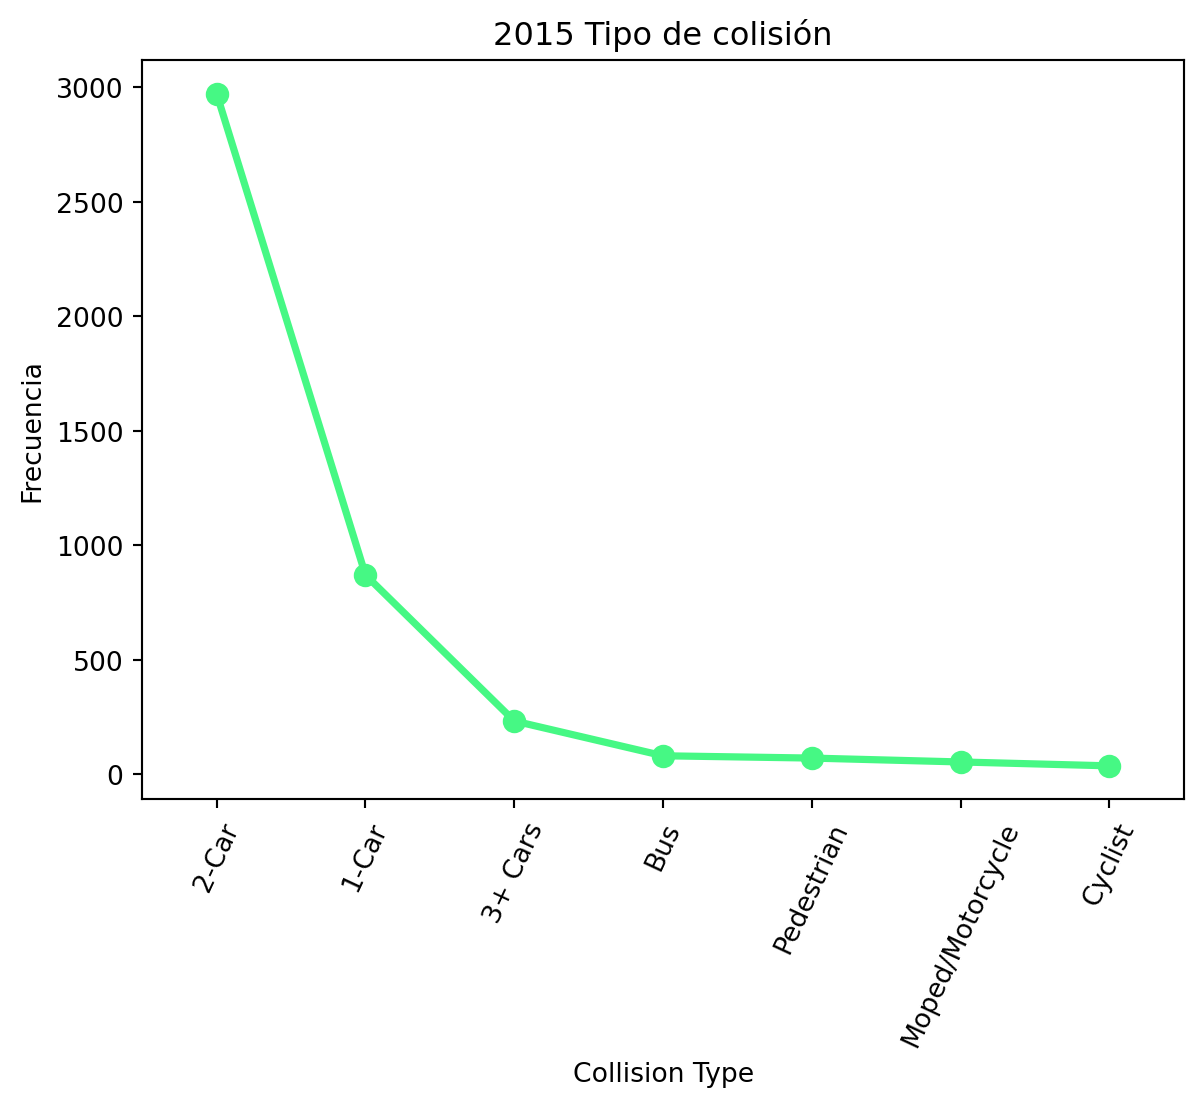 2015 Tipo de colisión
3000
2500
2000
1500
1000
500
0
Frecuencia
2-Car
1-Car
3+ Cars
Bus
Pedestrian
Moped/Motorcycle
Cyclist
Collision Type